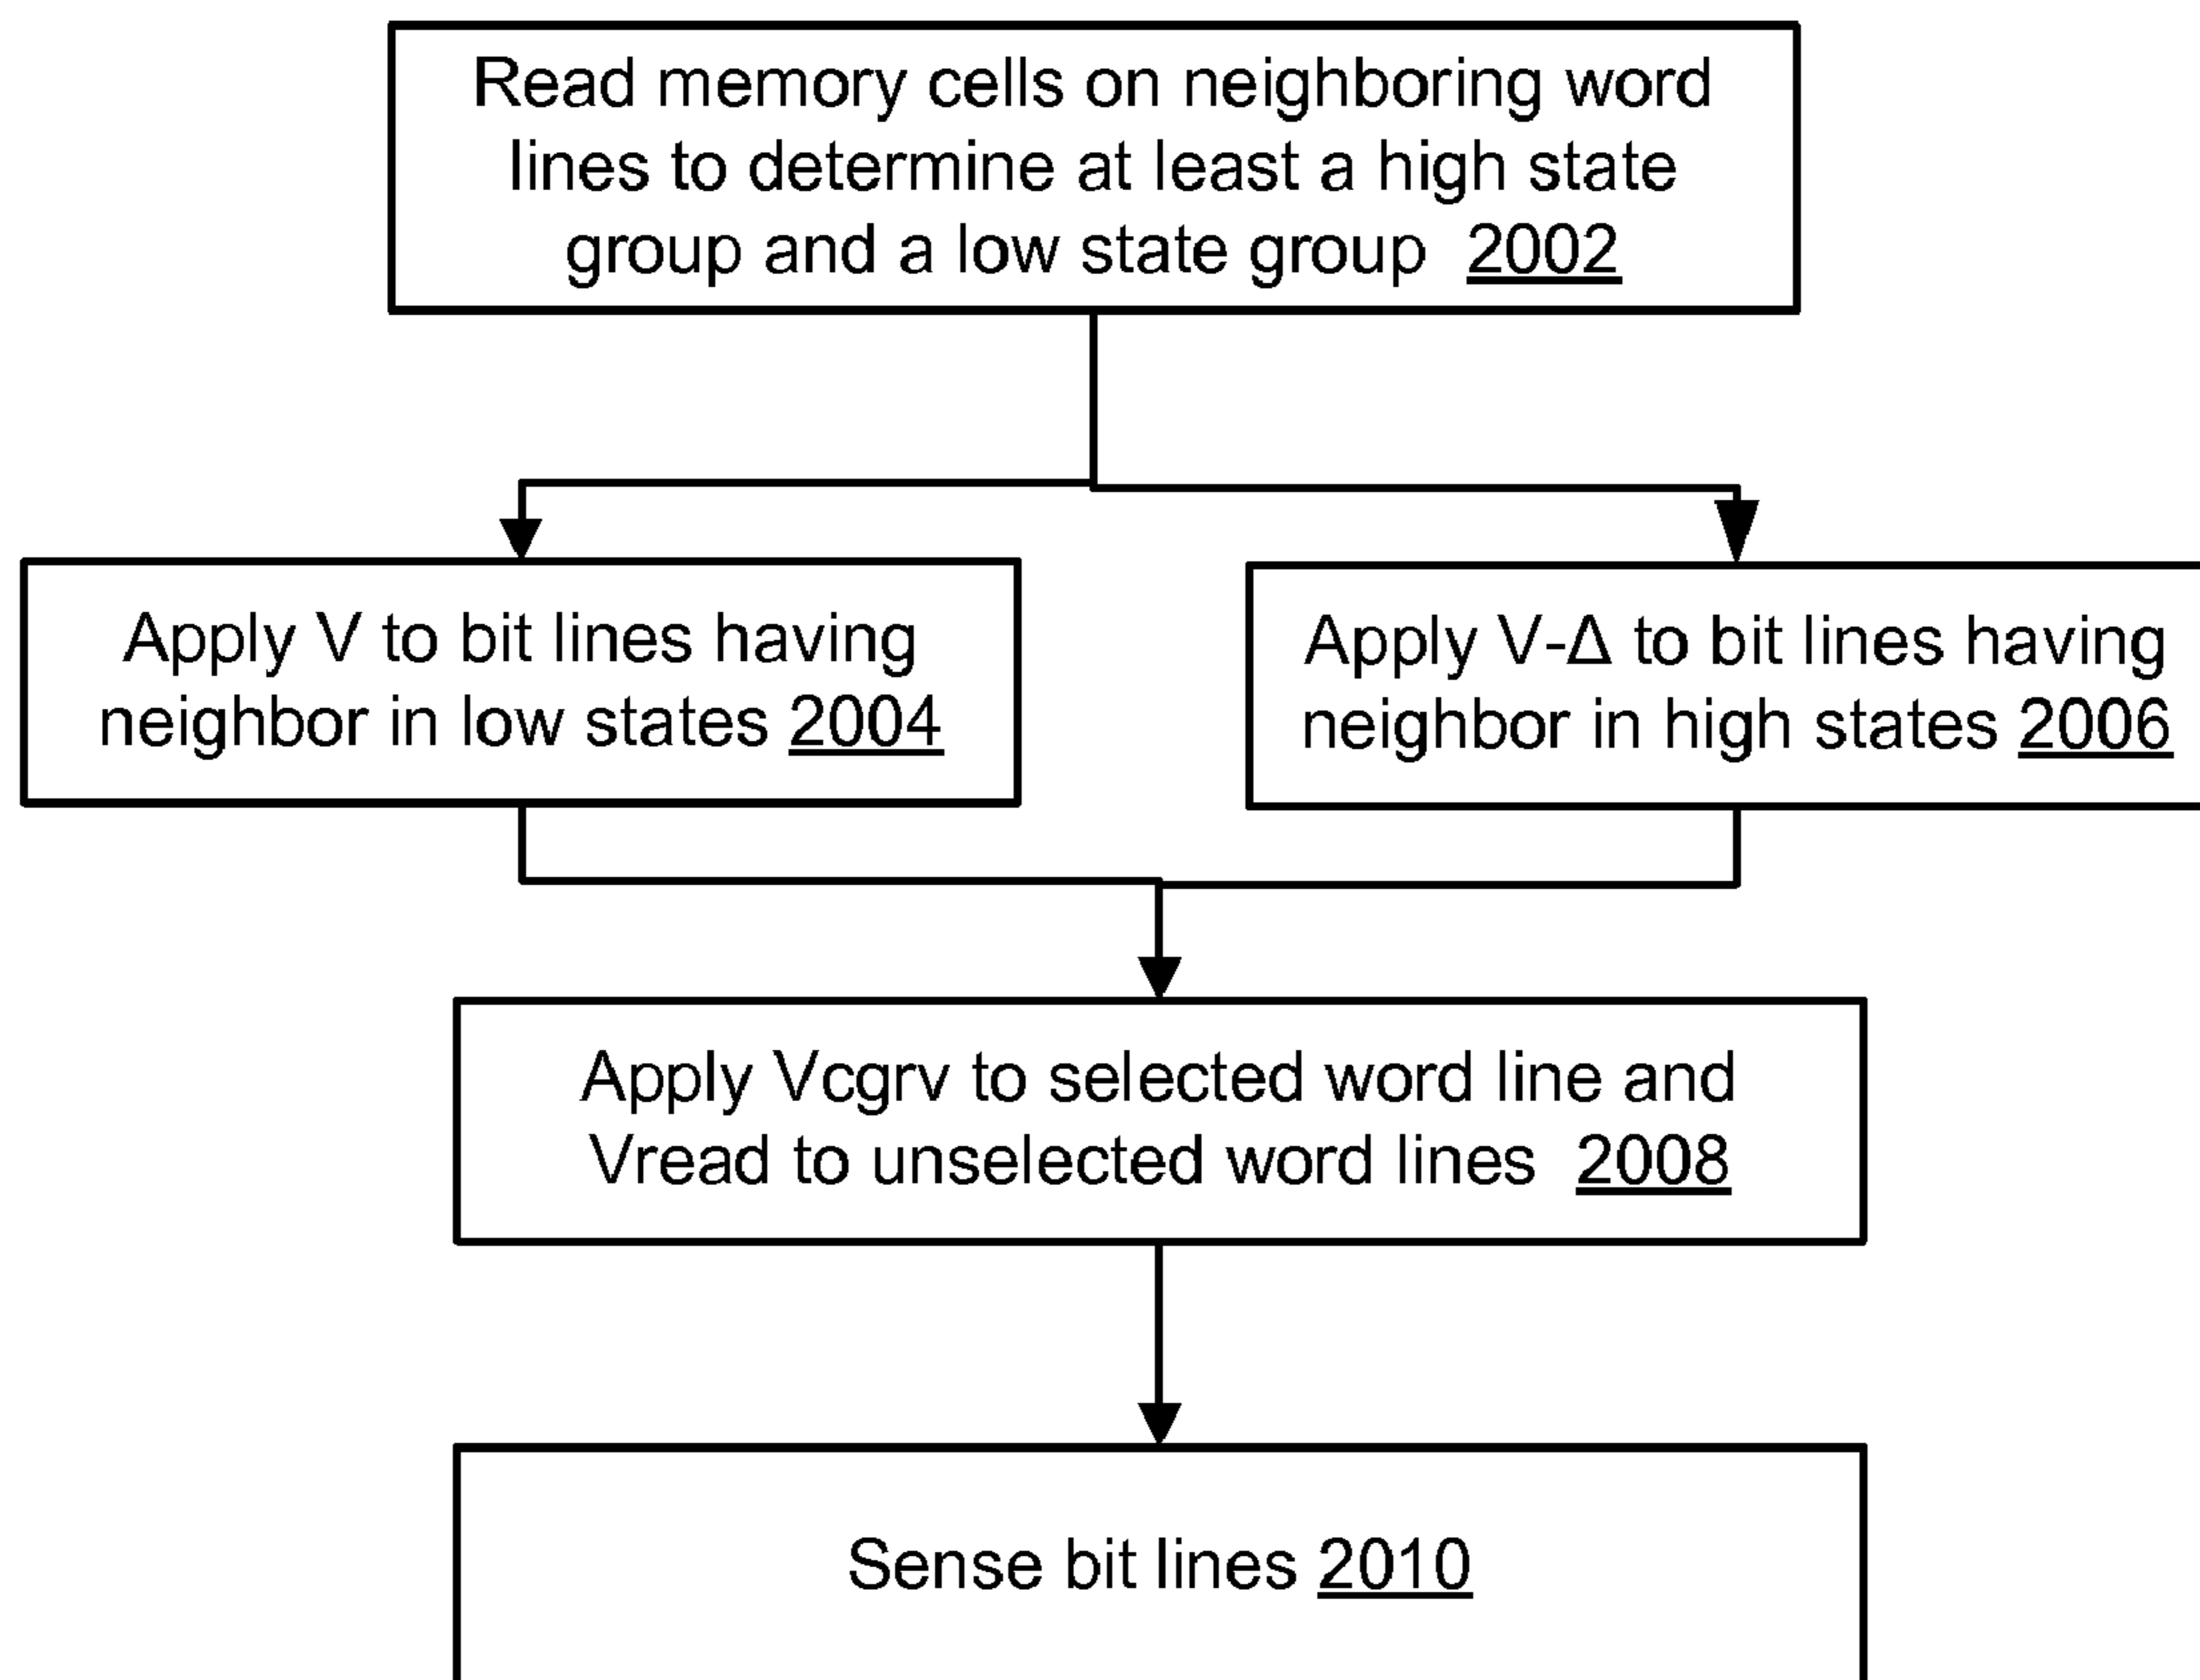 Read memory cells on neighboring word
lines to determine at least a high state
group and a low state group 2002
Apply V to bit lines having
neighbor in low states 2004
Apply V-Δ to bit lines having
neighbor in high states 2006
Apply Vcgrv to selected word line and
Vread to unselected word lines 2008
Sense bit lines 2010